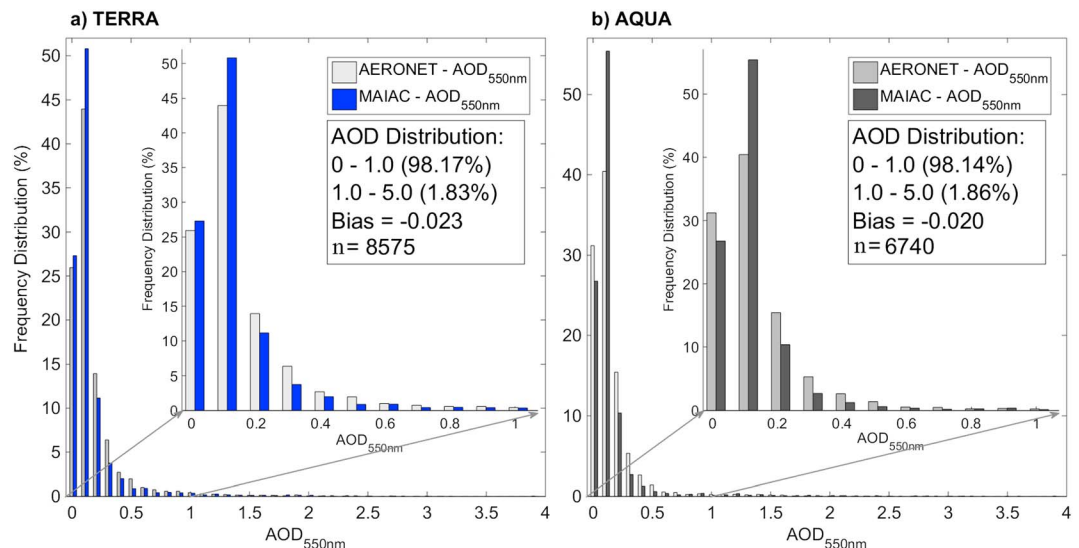 a) TERRA
50
45
40
35
30
25
20
15
10
5
0
Frequency Distribution (%)
0
0.5
1
1.5
2
2.5
3
3.5
4
AOD550nm
50
45
40
35
30
25
20
15
10
5
0
Frequency Distribution (%)
0
0.2
0.4
0.6
0.8
1
AOD550nm
AERONET - AOD550nm
MAIAC - AOD550nm
AOD Distribution:
0 - 1.0 (98.17%)
1.0 - 5.0 (1.83%)
Bias = -0.023
n= 8575
b) AQUA
50
40
30
20
10
0
Frequency Distribution (%)
0
0.5
1
1.5
2
2.5
3
3.5
4
AOD550nm
50
40
30
20
10
0
Frequency Distribution (%)
0
0.2
0.4
0.6
0.8
1
AOD550nm
AERONET - AOD550nm
MAIAC - AOD550nm
AOD Distribution:
0 - 1.0 (98.14%)
1.0 - 5.0 (1.86%)
Bias = -0.020
n= 6740